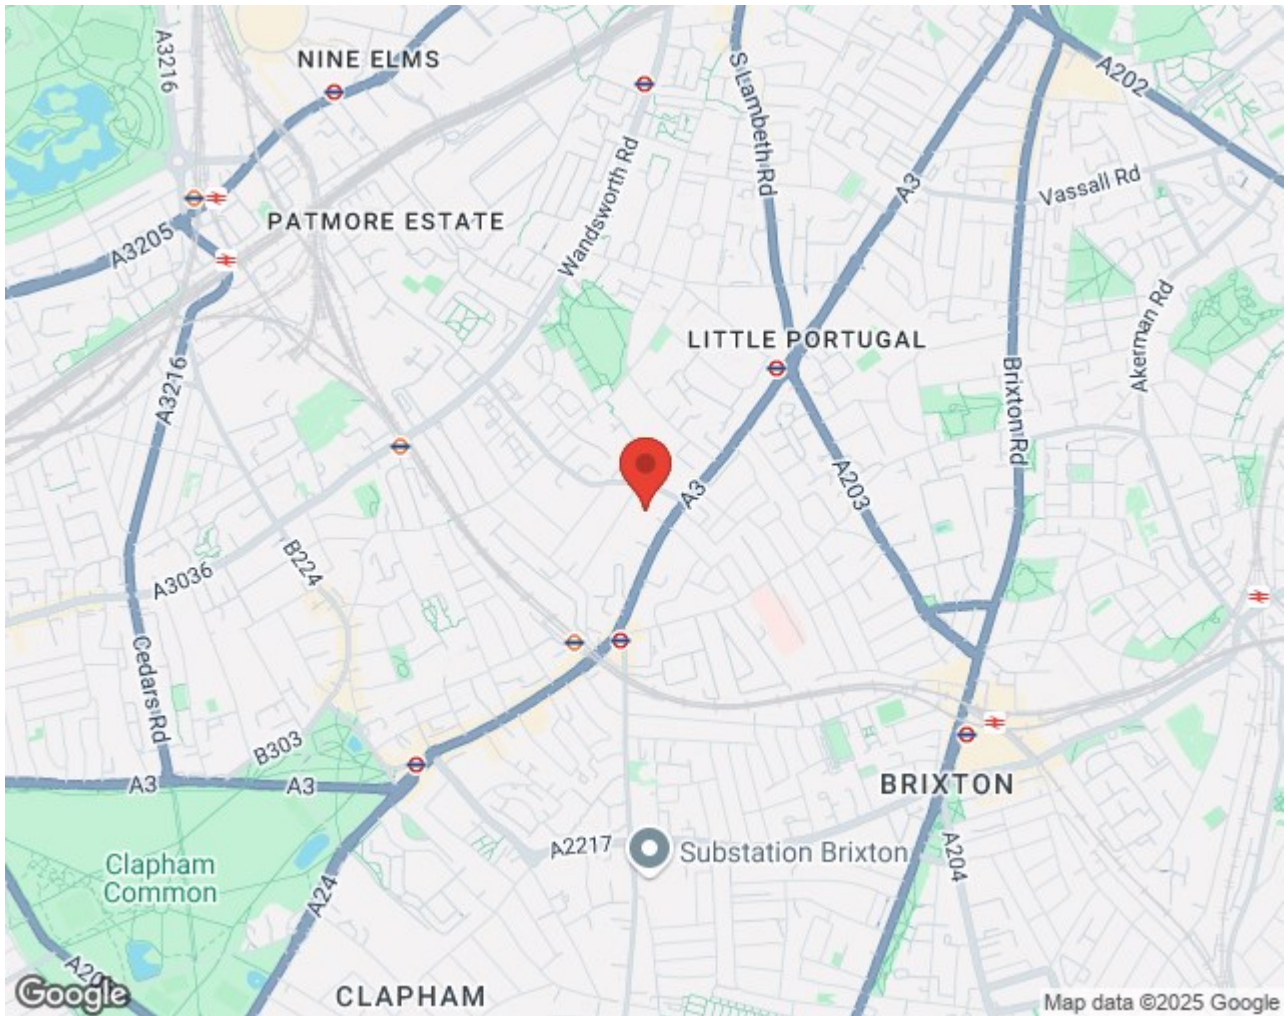 A3216
NINE ELMS
A202
S Lambeth Rd
Wandsworth Rd
A3
Vassall Rd
PATMORE ESTATE
A3205
Akerman Rd
LITTLE PORTUGAL
A3216
Brixton Rd
A203
A3
B224
A3036
Cedars Rd
B303
A3
A3
BRIXTON
A2217
Substation Brixton
A204
Clapham
Common
A24
CLAPHAM
Google
Map data ©2025 Google